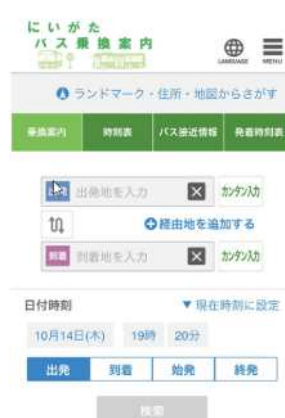 にいがた
バス乗換案内
LANGUAGE MENU
ランドマーク・住所・地図からさがす
乗換案内 時刻表 バス接近情報 発着時刻表
出発 出発地を入力 カンタン入力
経由地を追加する
到着 到着地を入力 カンタン入力
日付時刻 ▼現在時刻に設定
10月14日(木) 19時 20分
出発 到着 始発 終発
検索